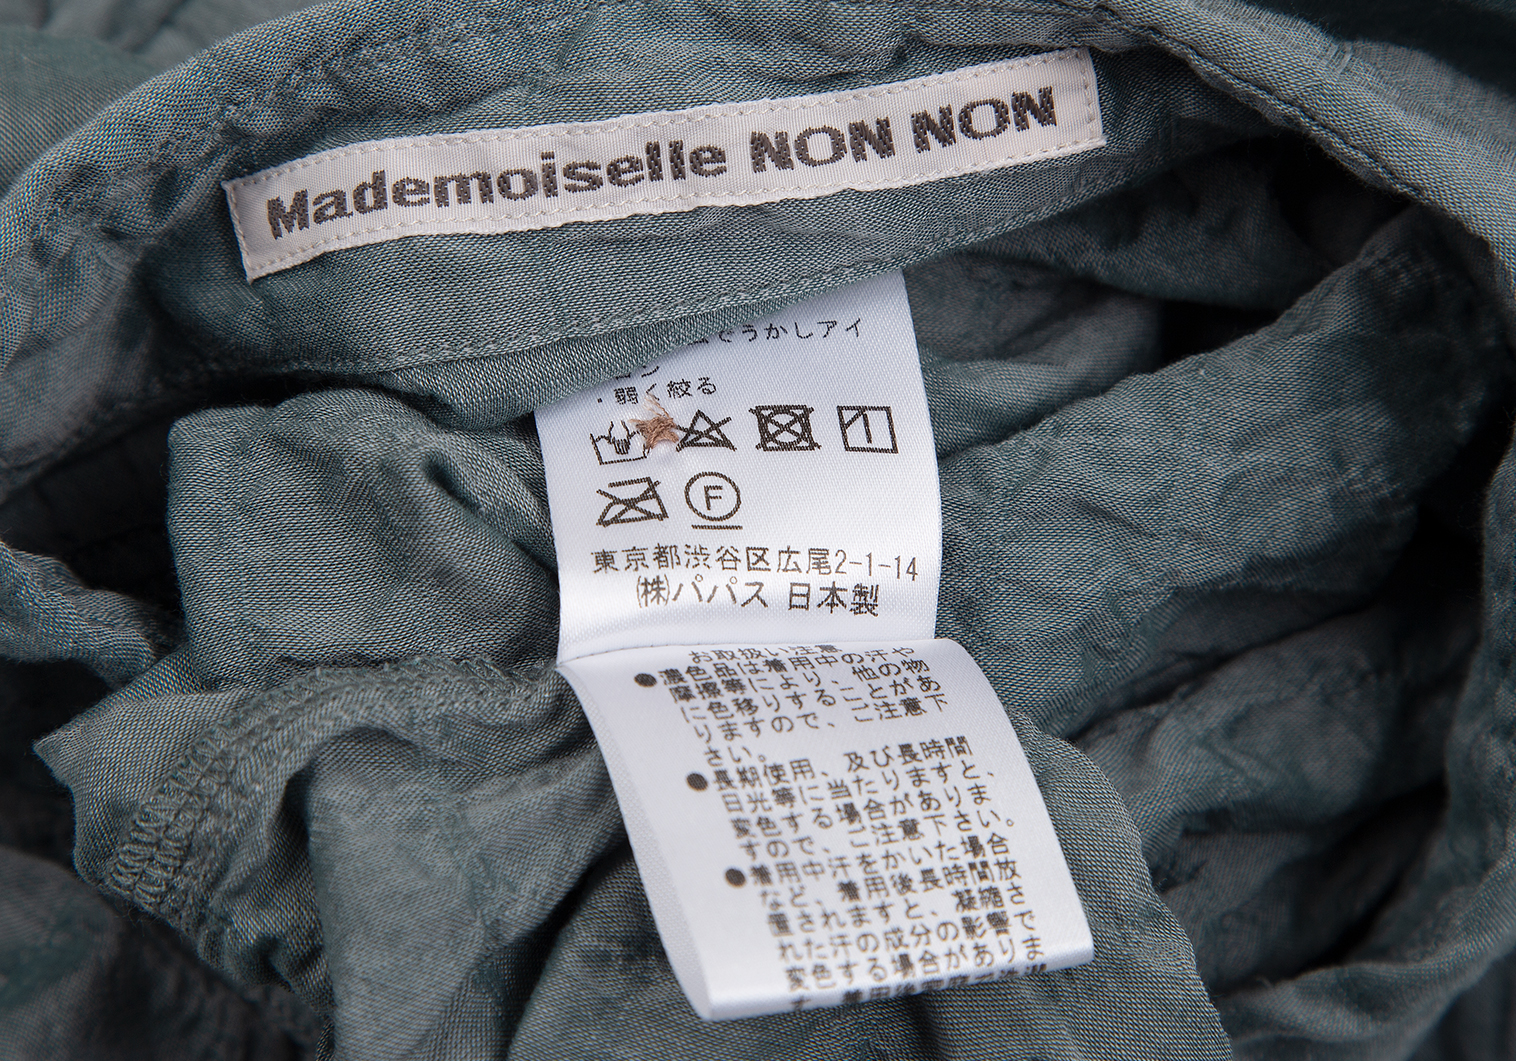 Mademoiselle NON NON
でうかしアイ
・弱く絞る
F
東京都渋谷区広尾2-1-14
(株)パパス 日本製
お取扱い注意
●濃色品は着用中の汗や
摩擦等により、他の物
に色移りすることがあ
りますので、ご注意下
さい。
●長期使用、及び長時間
日光等に当たりますと、
変色する場合がありま
すので、ご注意下さい。
●着用中汗をかいた場合
など、着用後長時間放
置されますと、凝縮さ
れた汗の成分の影響で
変色する場合がありま